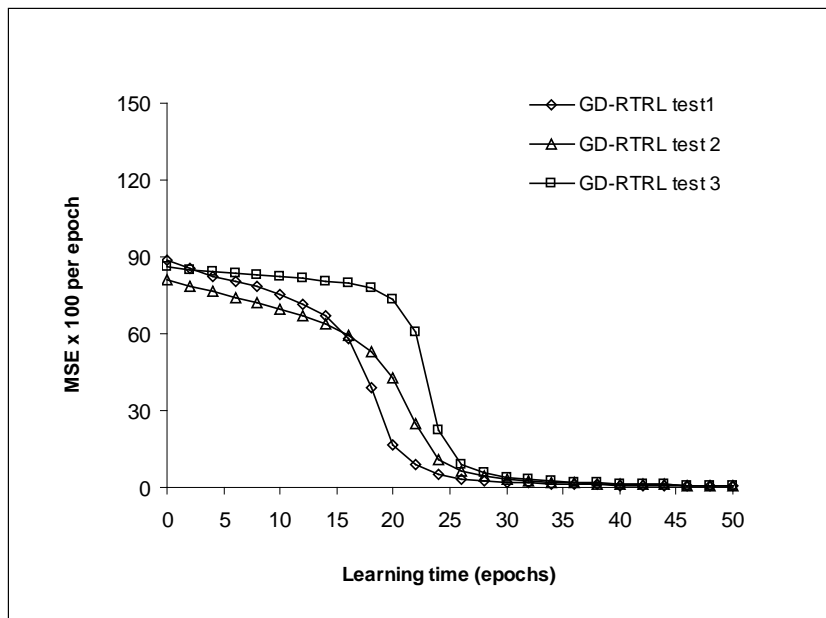 150
120
90
60
30
0
MSE x 100 per epoch
GD-RTRL test1
GD-RTRL test 2
GD-RTRL test 3
0 5 10 15 20 25 30 35 40 45 50
Learning time (epochs)